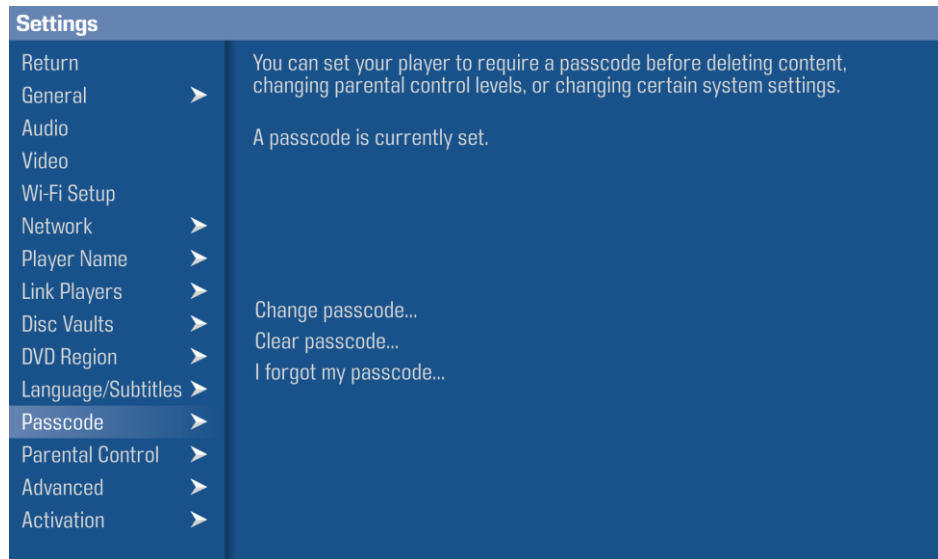 Settings
Return
General
Audio
Video
Wi-Fi Setup
Network
Player Name
Link Players
Disc Vaults
DVD Region
Language/Subtitles
Passcode
Parental Control
Advanced
Activation
You can set your player to require a passcode before deleting content,
changing parental control levels, or changing certain system settings.
A passcode is currently set.
Change passcode...
Clear passcode...
I forgot my passcode...